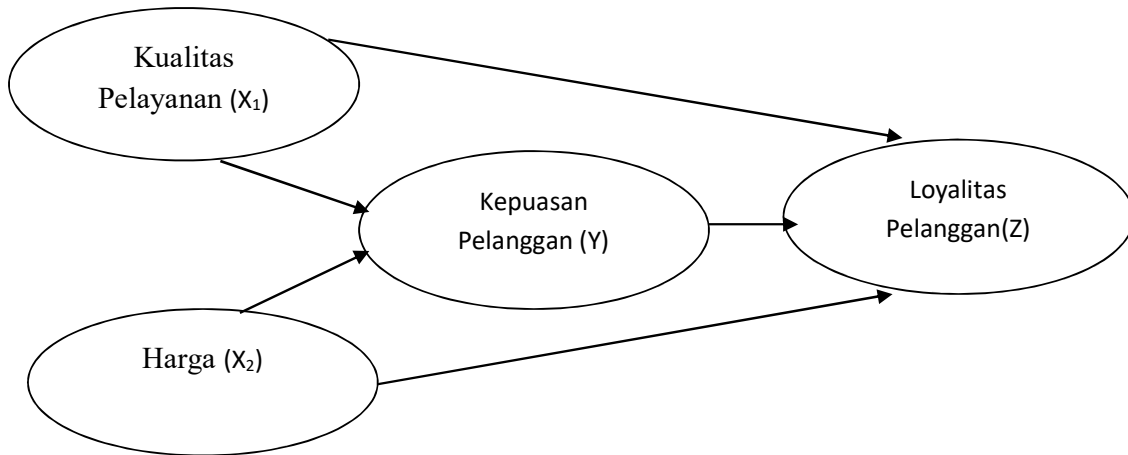 Kualitas
Pelayanan (X₁)
Kepuasan
Pelanggan (Y)
Loyalitas
Pelanggan(Z)
Harga (X₂)